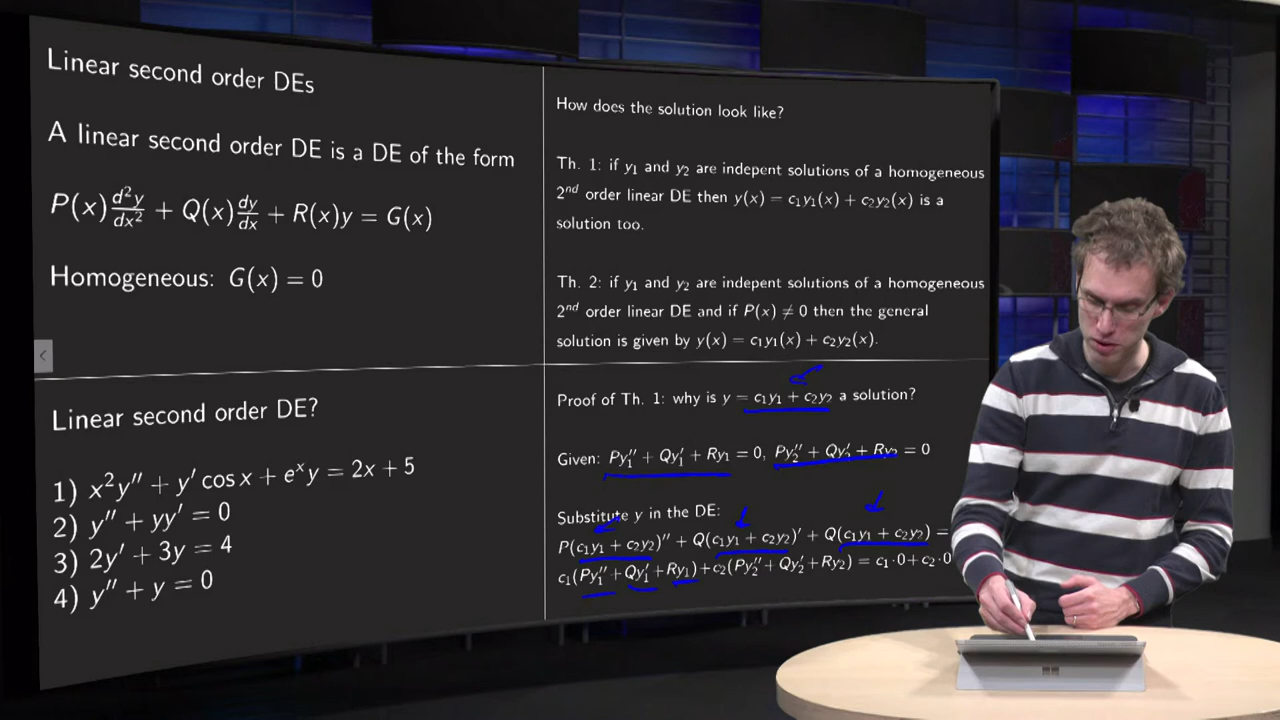 Linear second order DEs
A linear second order DE is a DE of the form
P(x) d²y/dx² + Q(x) dy/dx + R(x)y = G(x)
Homogeneous: G(x) = 0
Linear second order DE?
1) x²y″ + y′ cos x + eˣy = 2x + 5
2) y″ + yy′ = 0
3) 2y′ + 3y = 4
4) y″ + y = 0
How does the solution look like?
Th. 1: if y₁ and y₂ are indepent solutions of a homogeneous
2ⁿᵈ order linear DE then y(x) = c₁y₁(x) + c₂y₂(x) is a
solution too.
Th. 2: if y₁ and y₂ are indepent solutions of a homogeneous
2ⁿᵈ order linear DE and if P(x) ≠ 0 then the general
solution is given by y(x) = c₁y₁(x) + c₂y₂(x).
Proof of Th. 1: why is y = c₁y₁ + c₂y₂ a solution?
Given: Py₁″ + Qy₁′ + Ry₁ = 0, Py₂″ + Qy₂′ + Ry₂ = 0
Substitute y in the DE:
P(c₁y₁ + c₂y₂)″ + Q(c₁y₁ + c₂y₂)′ + Q(c₁y₁ + c₂y₂) =
c₁(Py₁″ + Qy₁′ + Ry₁) + c₂(Py₂″ + Qy₂′ + Ry₂) = c₁·0 + c₂·0